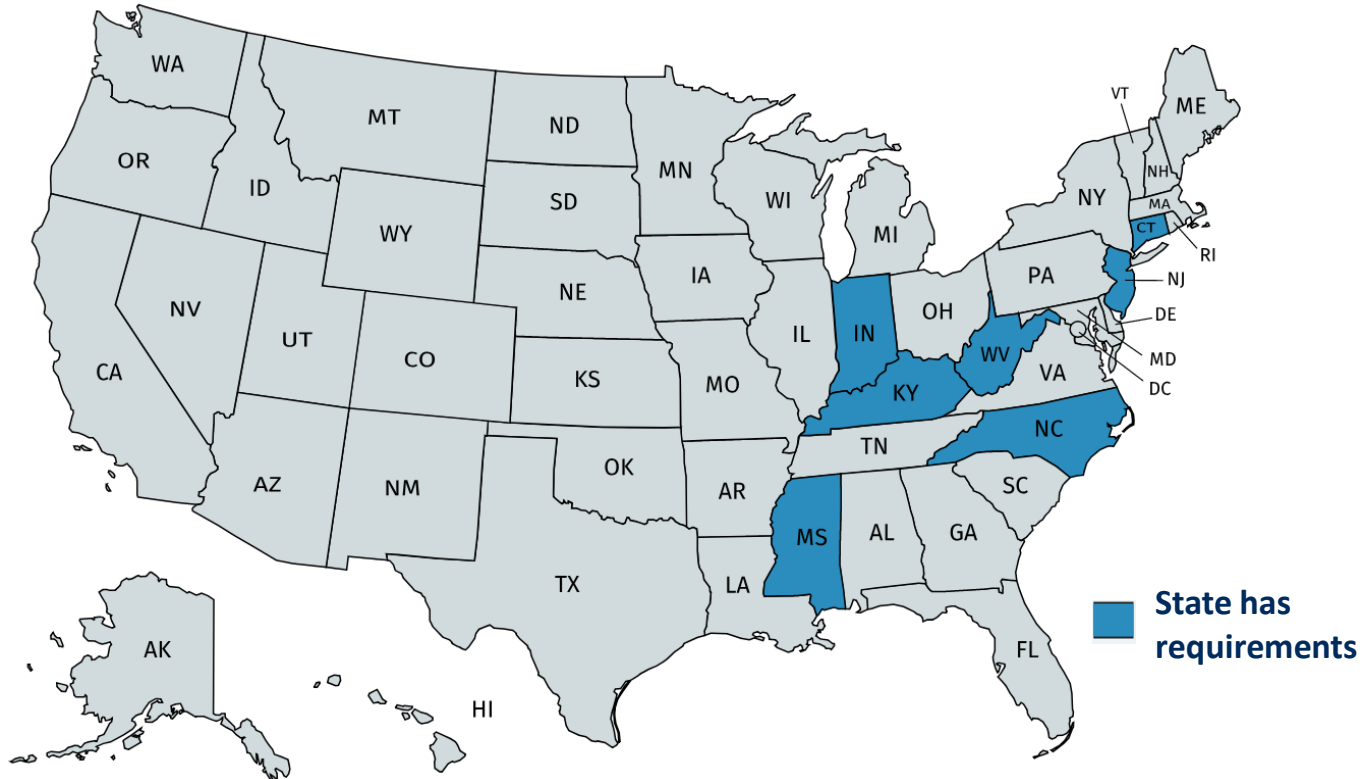 WA
MT
ND
MN
VT
ME
OR
ID
SD
WI
NH
WY
MI
NY
MA
CT
RI
IA
PA
NJ
NE
NV
UT
CO
IL
IN
OH
DE
WV
MD
CA
KS
MO
KY
VA
DC
NC
TN
OK
AZ
NM
AR
SC
MS
AL
GA
TX
LA
State has
requirements
AK
FL
HI